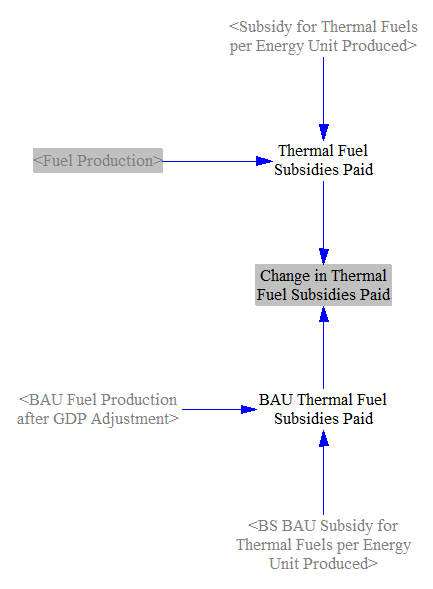 <Subsidy for Thermal Fuels
per Energy Unit Produced>
<Fuel Production>
Thermal Fuel
Subsidies Paid
Change in Thermal
Fuel Subsidies Paid
<BAU Fuel Production
after GDP Adjustment>
BAU Thermal Fuel
Subsidies Paid
<BS BAU Subsidy for
Thermal Fuels per Energy
Unit Produced>